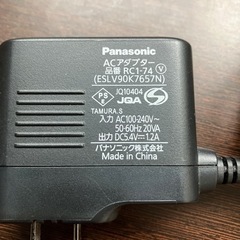 Panasonic
ACアダプター
品番 RC1-74 Ⓥ
(ESLV90K7657N)
PS
E
JQ10404
JQA
S
TAMURA.S
入力 AC100-240V～
50-60Hz 20VA
出力 DC5.4V⎓1.2A
パナソニック株式会社
Made in China